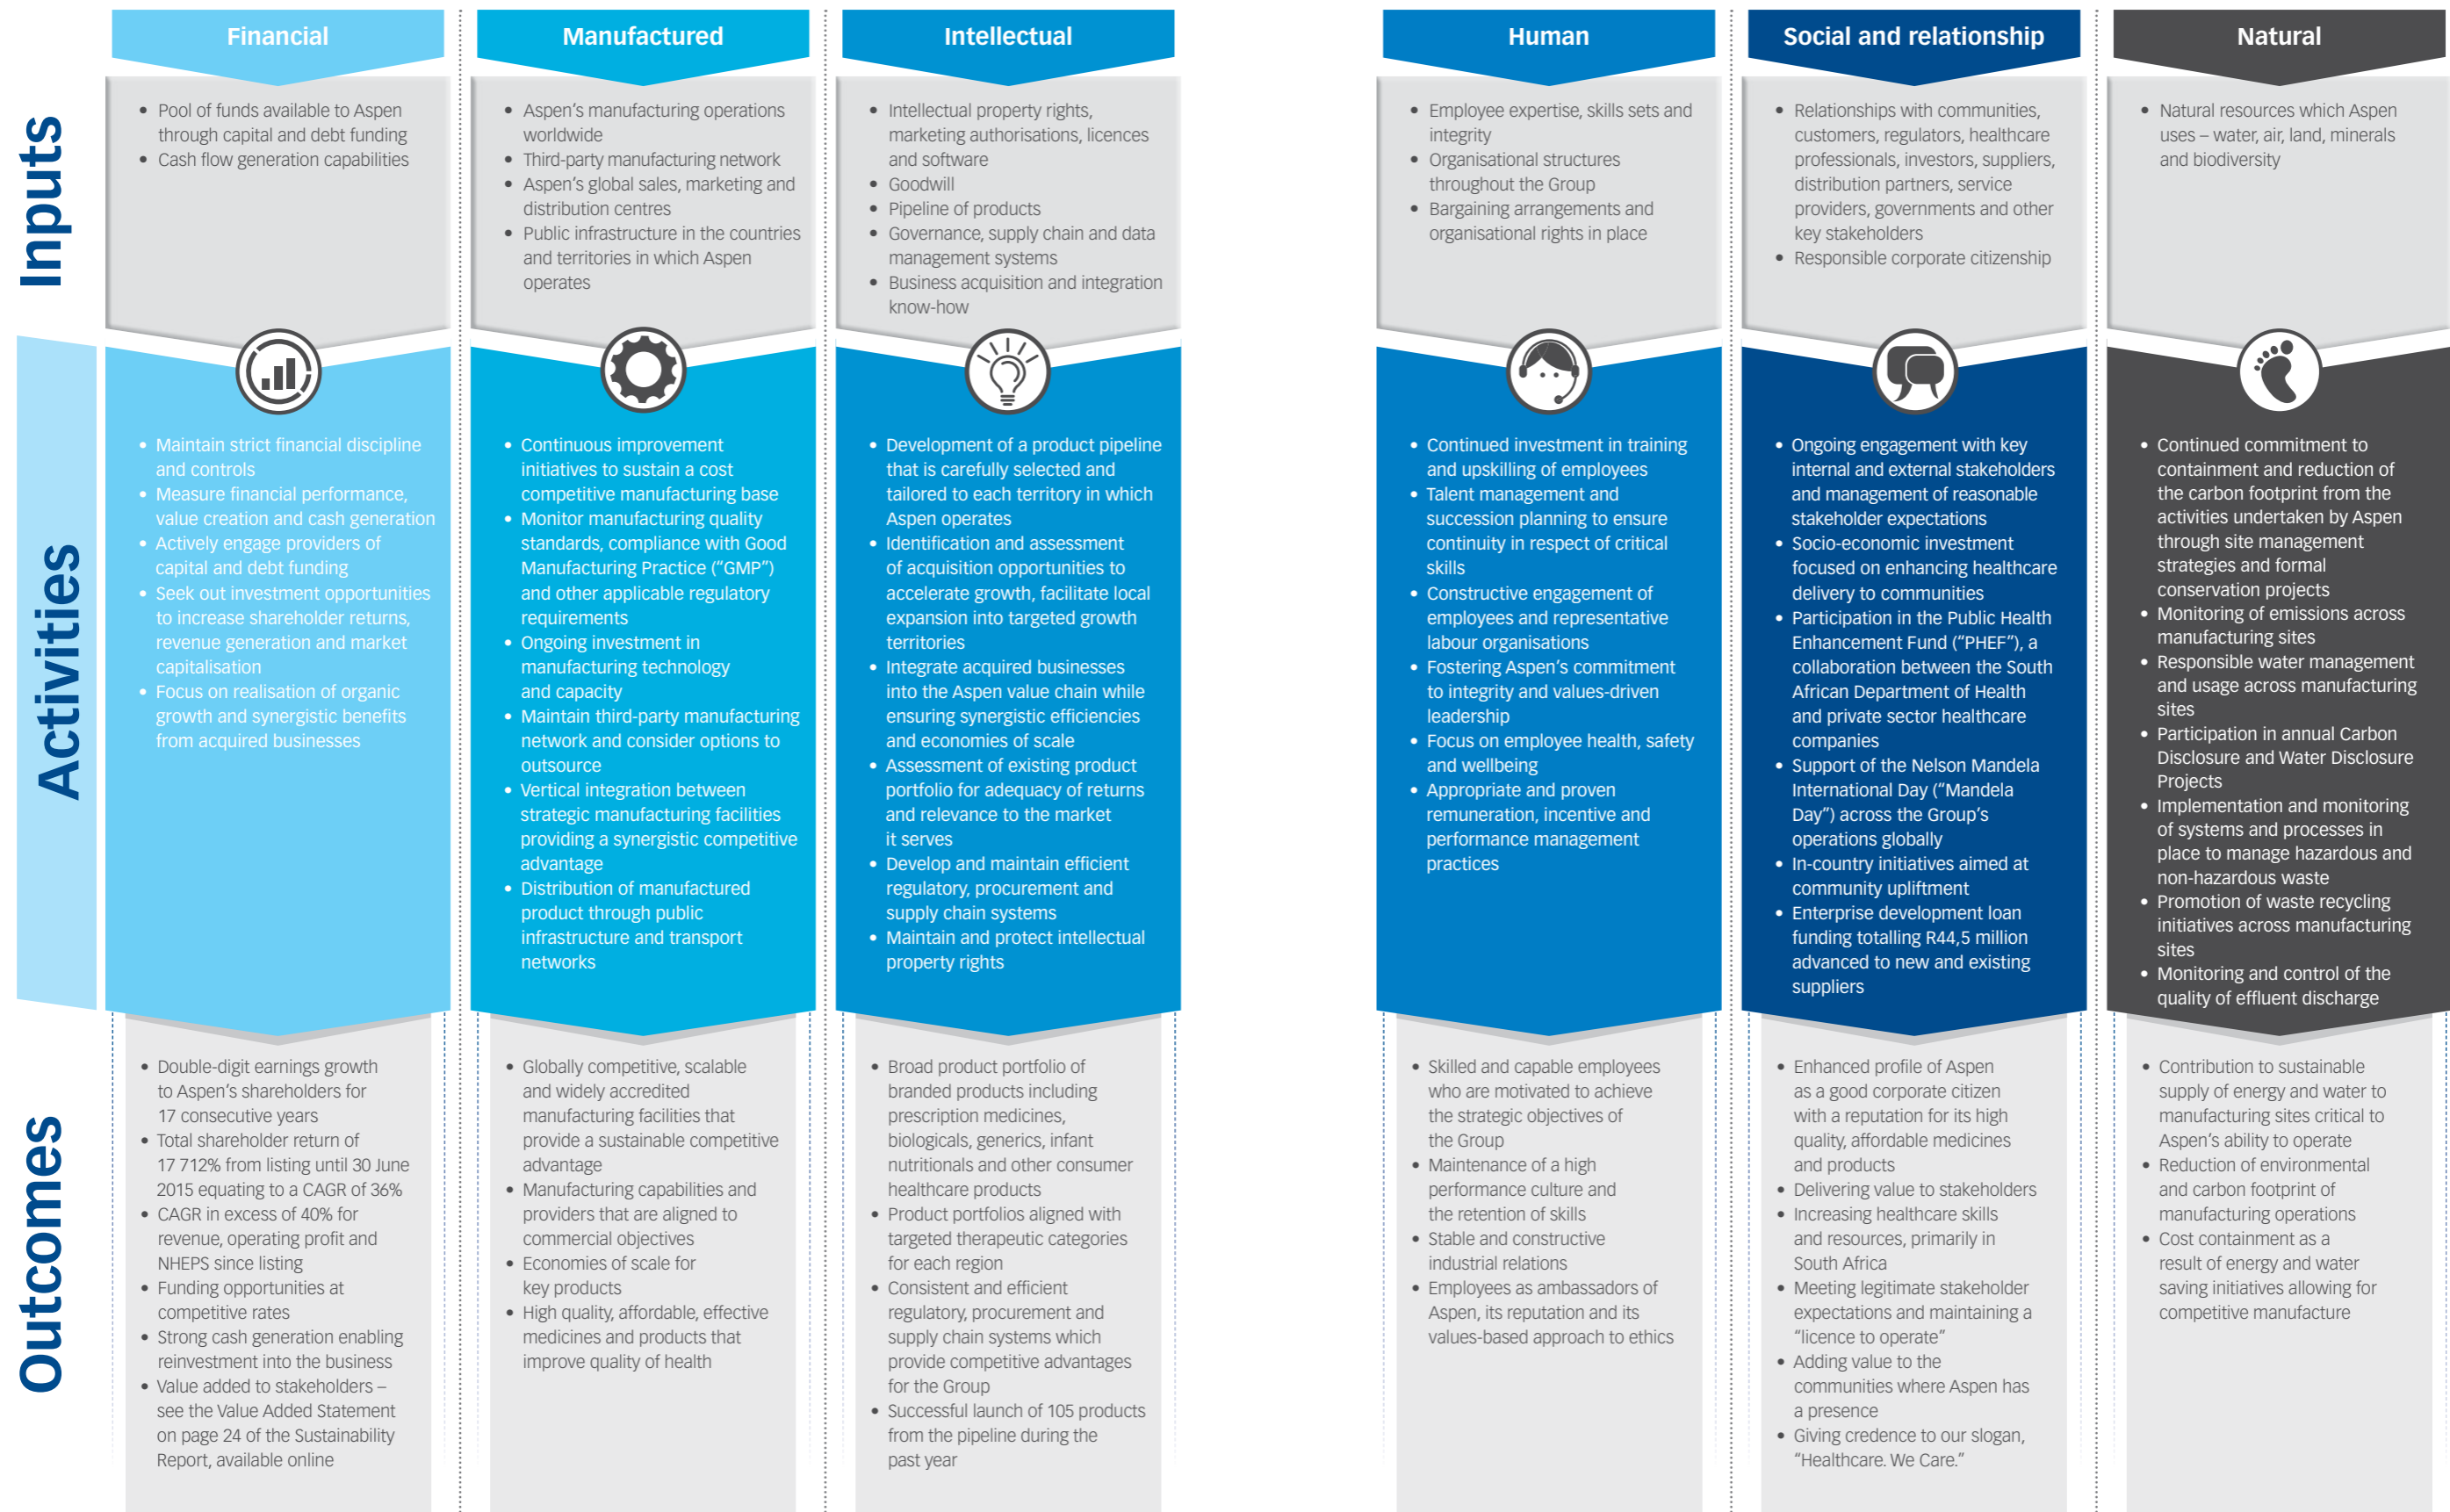 Financial
Manufactured
Intellectual
Human
Social and relationship
Natural
Inputs
• Pool of funds available to Aspen
through capital and debt funding
• Cash flow generation capabilities
• Aspen's manufacturing operations
worldwide
• Third-party manufacturing network
• Aspen's global sales, marketing and
distribution centres
• Public infrastructure in the countries
and territories in which Aspen
operates
• Intellectual property rights,
marketing authorisations, licences
and software
• Goodwill
• Pipeline of products
• Governance, supply chain and data
management systems
• Business acquisition and integration
know-how
• Employee expertise, skills sets and
integrity
• Organisational structures
throughout the Group
• Bargaining arrangements and
organisational rights in place
• Relationships with communities,
customers, regulators, healthcare
professionals, investors, suppliers,
distribution partners, service
providers, governments and other
key stakeholders
• Responsible corporate citizenship
• Natural resources which Aspen
uses – water, air, land, minerals
and biodiversity
Activities
• Maintain strict financial discipline
and controls
• Measure financial performance,
value creation and cash generation
• Actively engage providers of
capital and debt funding
• Seek out investment opportunities
to increase shareholder returns,
revenue generation and market
capitalisation
• Focus on realisation of organic
growth and synergistic benefits
from acquired businesses
• Continuous improvement
initiatives to sustain a cost
competitive manufacturing base
• Monitor manufacturing quality
standards, compliance with Good
Manufacturing Practice ("GMP")
and other applicable regulatory
requirements
• Ongoing investment in
manufacturing technology
and capacity
• Maintain third-party manufacturing
network and consider options to
outsource
• Vertical integration between
strategic manufacturing facilities
providing a synergistic competitive
advantage
• Distribution of manufactured
product through public
infrastructure and transport
networks
• Development of a product pipeline
that is carefully selected and
tailored to each territory in which
Aspen operates
• Identification and assessment
of acquisition opportunities to
accelerate growth, facilitate local
expansion into targeted growth
territories
• Integrate acquired businesses
into the Aspen value chain while
ensuring synergistic efficiencies
and economies of scale
• Assessment of existing product
portfolio for adequacy of returns
and relevance to the market
it serves
• Develop and maintain efficient
regulatory, procurement and
supply chain systems
• Maintain and protect intellectual
property rights
• Continued investment in training
and upskilling of employees
• Talent management and
succession planning to ensure
continuity in respect of critical
skills
• Constructive engagement of
employees and representative
labour organisations
• Fostering Aspen's commitment
to integrity and values-driven
leadership
• Focus on employee health, safety
and wellbeing
• Appropriate and proven
remuneration, incentive and
performance management
practices
• Ongoing engagement with key
internal and external stakeholders
and management of reasonable
stakeholder expectations
• Socio-economic investment
focused on enhancing healthcare
delivery to communities
• Participation in the Public Health
Enhancement Fund ("PHEF"), a
collaboration between the South
African Department of Health
and private sector healthcare
companies
• Support of the Nelson Mandela
International Day ("Mandela
Day") across the Group's
operations globally
• In-country initiatives aimed at
community upliftment
• Enterprise development loan
funding totalling R44,5 million
advanced to new and existing
suppliers
• Continued commitment to
containment and reduction of
the carbon footprint from the
activities undertaken by Aspen
through site management
strategies and formal
conservation projects
• Monitoring of emissions across
manufacturing sites
• Responsible water management
and usage across manufacturing
sites
• Participation in annual Carbon
Disclosure and Water Disclosure
Projects
• Implementation and monitoring
of systems and processes in
place to manage hazardous and
non-hazardous waste
• Promotion of waste recycling
initiatives across manufacturing
sites
• Monitoring and control of the
quality of effluent discharge
Outcomes
• Double-digit earnings growth
to Aspen's shareholders for
17 consecutive years
• Total shareholder return of
17 712% from listing until 30 June
2015 equating to a CAGR of 36%
• CAGR in excess of 40% for
revenue, operating profit and
NHEPS since listing
• Funding opportunities at
competitive rates
• Strong cash generation enabling
reinvestment into the business
• Value added to stakeholders –
see the Value Added Statement
on page 24 of the Sustainability
Report, available online
• Globally competitive, scalable
and widely accredited
manufacturing facilities that
provide a sustainable competitive
advantage
• Manufacturing capabilities and
providers that are aligned to
commercial objectives
• Economies of scale for
key products
• High quality, affordable, effective
medicines and products that
improve quality of health
• Broad product portfolio of
branded products including
prescription medicines,
biologicals, generics, infant
nutritionals and other consumer
healthcare products
• Product portfolios aligned with
targeted therapeutic categories
for each region
• Consistent and efficient
regulatory, procurement and
supply chain systems which
provide competitive advantages
for the Group
• Successful launch of 105 products
from the pipeline during the
past year
• Skilled and capable employees
who are motivated to achieve
the strategic objectives of
the Group
• Maintenance of a high
performance culture and
the retention of skills
• Stable and constructive
industrial relations
• Employees as ambassadors of
Aspen, its reputation and its
values-based approach to ethics
• Enhanced profile of Aspen
as a good corporate citizen
with a reputation for its high
quality, affordable medicines
and products
• Delivering value to stakeholders
• Increasing healthcare skills
and resources, primarily in
South Africa
• Meeting legitimate stakeholder
expectations and maintaining a
"licence to operate"
• Adding value to the
communities where Aspen has
a presence
• Giving credence to our slogan,
"Healthcare. We Care."
• Contribution to sustainable
supply of energy and water to
manufacturing sites critical to
Aspen's ability to operate
• Reduction of environmental
and carbon footprint of
manufacturing operations
• Cost containment as a
result of energy and water
saving initiatives allowing for
competitive manufacture